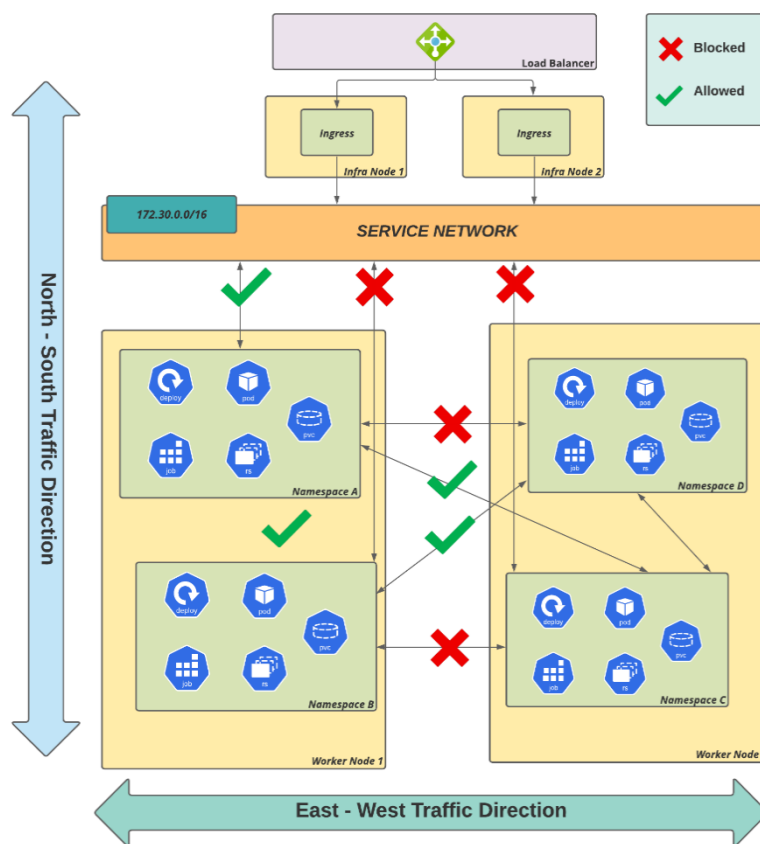 Load Balancer
Blocked
Allowed
Ingress
Infra Node 1
Ingress
Infra Node 2
172.30.0.0/16
SERVICE NETWORK
North - South Traffic Direction
deploy
pod
pvc
job
rs
Namespace A
deploy
pod
pvc
job
rs
Namespace D
deploy
pod
pvc
job
rs
Namespace B
deploy
pod
pvc
job
rs
Namespace C
Worker Node 1
Worker Node
East - West Traffic Direction